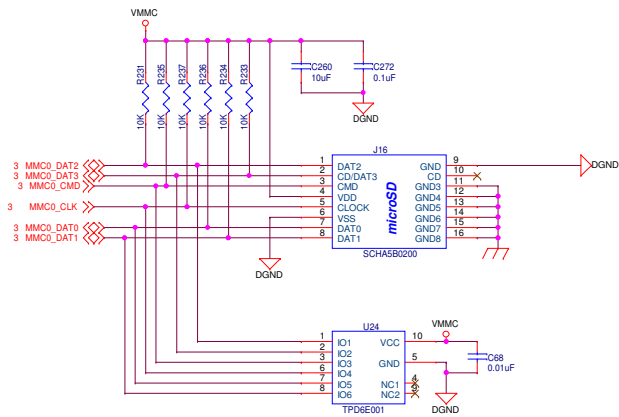 VMMC
R231
R235
R237
R236
R234
R233
10K
10K
10K
10K
10K
10K
C260
10uF
C272
0.1uF
DGND
J16
3 MMC0_DAT2
3 MMC0_DAT3
3 MMC0_CMD
3 MMC0_CLK
3 MMC0_DAT0
3 MMC0_DAT1
1 DAT2 GND 9
2 CD/DAT3 CD 10
3 CMD GND3 11
4 VDD GND4 12
5 CLOCK GND5 13
6 VSS GND6 14
7 DAT0 GND7 15
8 DAT1 GND8 16
microSD
SCHA5B0200
DGND
DGND
U24
1 IO1 VCC 10
2 IO2
3 IO3 GND 5
4 IO4
7 IO5 NC1 4
8 IO6 NC2 9
TPD6E001
VMMC
C68
0.01uF
DGND